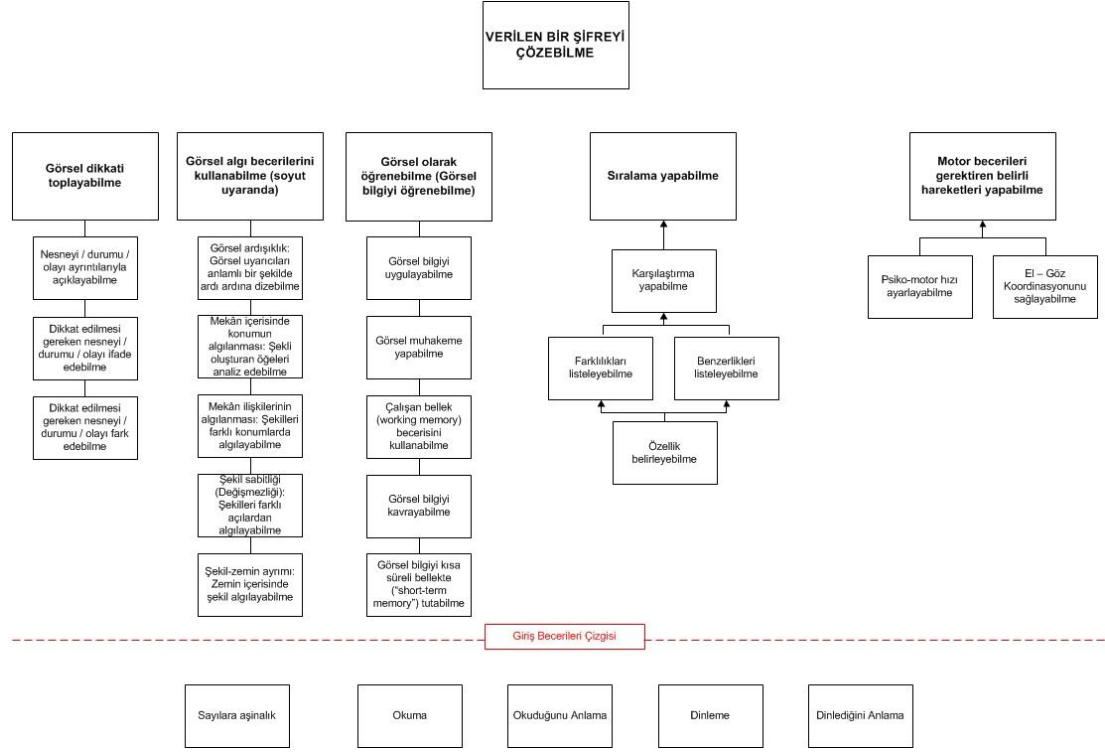 VERİLEN BİR ŞİFREYİ
ÇÖZEBİLME
Görsel dikkati
toplayabilme
Görsel algı becerilerini
kullanabilme (soyut
uyaranda)
Görsel olarak
öğrenebilme (Görsel
bilgiyi öğrenebilme)
Sıralama yapabilme
Motor becerileri
gerektiren belirli
hareketleri yapabilme
Nesneyi / durumu /
olayı ayrıntılarıyla
açıklayabilme
Dikkat edilmesi
gereken nesneyi /
durumu / olayı ifade
edebilme
Dikkat edilmesi
gereken nesneyi /
durumu / olayı fark
edebilme
Görsel ardışıklık:
Görsel uyarıcıları
anlamlı bir şekilde
ardı ardına dizebilme
Mekân içerisinde
konumun
algılanması: Şekli
oluşturan öğeleri
analiz edebilme
Mekân ilişkilerinin
algılanması: Şekilleri
farklı konumlarda
algılayabilme
Şekil sabitliği
(Değişmezliği):
Şekilleri farklı
açılardan
algılayabilme
Şekil-zemin ayrımı:
Zemin içerisinde
şekil algılayabilme
Görsel bilgiyi
uygulayabilme
Görsel muhakeme
yapabilme
Çalışan bellek
(working memory)
becerisini
kullanabilme
Görsel bilgiyi
kavrayabilme
Görsel bilgiyi kısa
süreli bellekte
(“short-term
memory”) tutabilme
Karşılaştırma
yapabilme
Farklılıkları
listeleyebilme
Benzerlikleri
listeleyebilme
Özellik
belirleyebilme
Psiko-motor hızı
ayarlayabilme
El – Göz
Koordinasyonunu
sağlayabilme
Giriş Becerileri Çizgisi
Sayılara aşinalık
Okuma
Okuduğunu Anlama
Dinleme
Dinlediğini Anlama